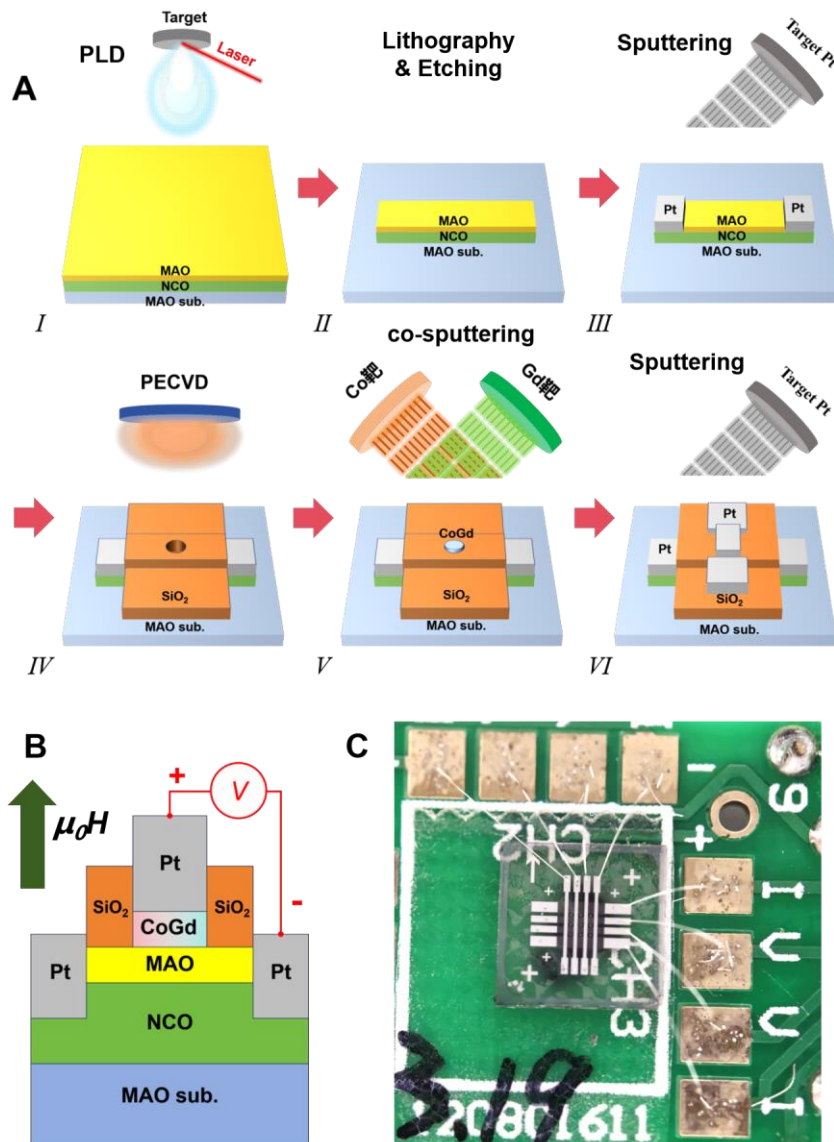 A
PLD
Target
Laser
MAO
NCO
MAO sub.
I
Lithography
& Etching
MAO
NCO
MAO sub.
II
Sputtering
Target Pt
Pt
MAO
Pt
NCO
MAO sub.
III
PECVD
SiO₂
MAO sub.
IV
co-sputtering
Co靶
Gd靶
CoGd
SiO₂
MAO sub.
V
Sputtering
Target Pt
Pt
Pt
SiO₂
MAO sub.
VI
B
μ₀H
+
V
-
Pt
SiO₂
CoGd
SiO₂
Pt
MAO
Pt
NCO
MAO sub.
C
CH2
CH3
9
+
I
V
V
I
3.19